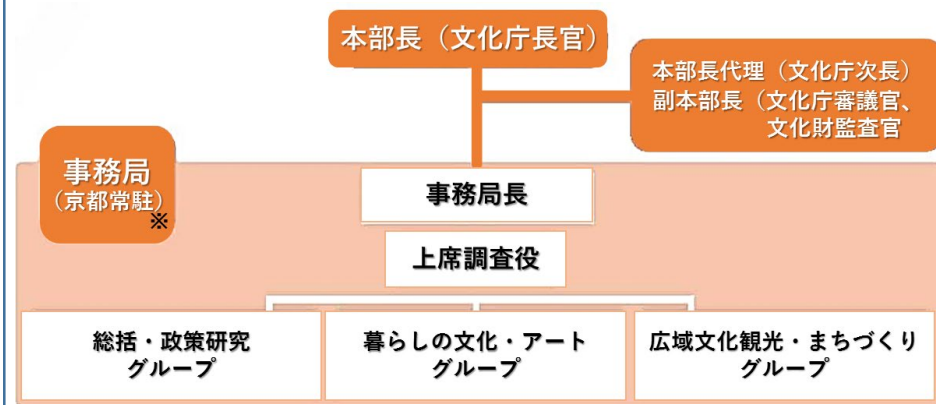 本部長（文化庁長官）
本部長代理（文化庁次長）
副本部長（文化庁審議官、
文化財監査官
事務局
（京都常駐）
※
事務局長
上席調査役
総括・政策研究
グループ
暮らしの文化・アート
グループ
広域文化観光・まちづくり
グループ